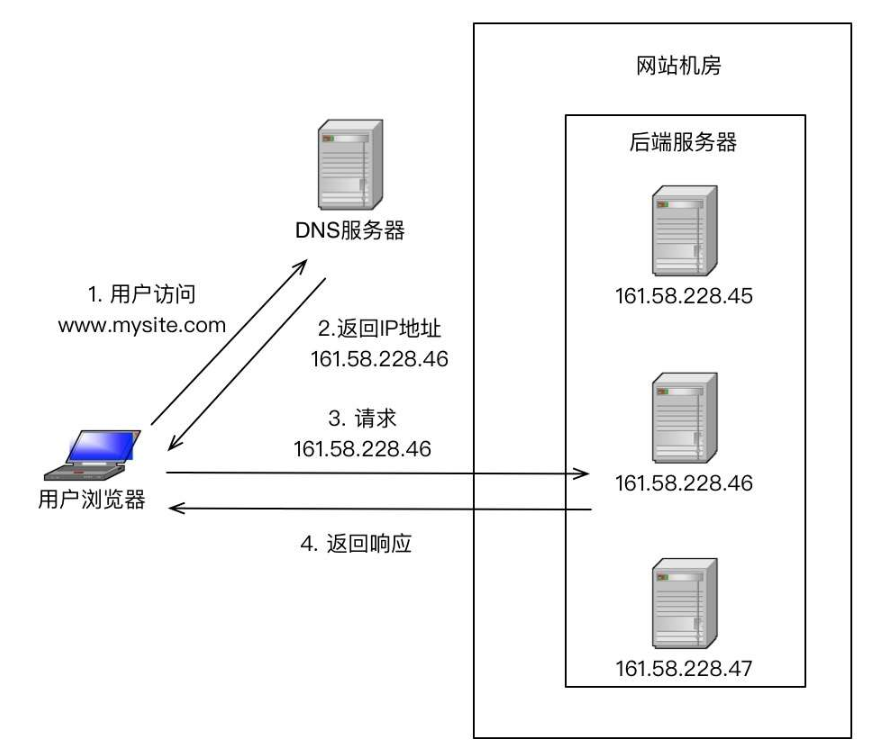 网站机房
后端服务器
DNS服务器
161.58.228.45
1. 用户访问
www.mysite.com
2.返回IP地址
161.58.228.46
3. 请求
161.58.228.46
161.58.228.46
用户浏览器
4. 返回响应
161.58.228.47